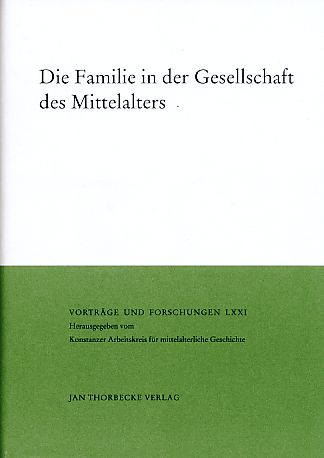 Die Familie in der Gesellschaft
des Mittelalters
VORTRÄGE UND FORSCHUNGEN LXXI
Herausgegeben vom
Konstanzer Arbeitskreis für mittelalterliche Geschichte
JAN THORBECKE VERLAG